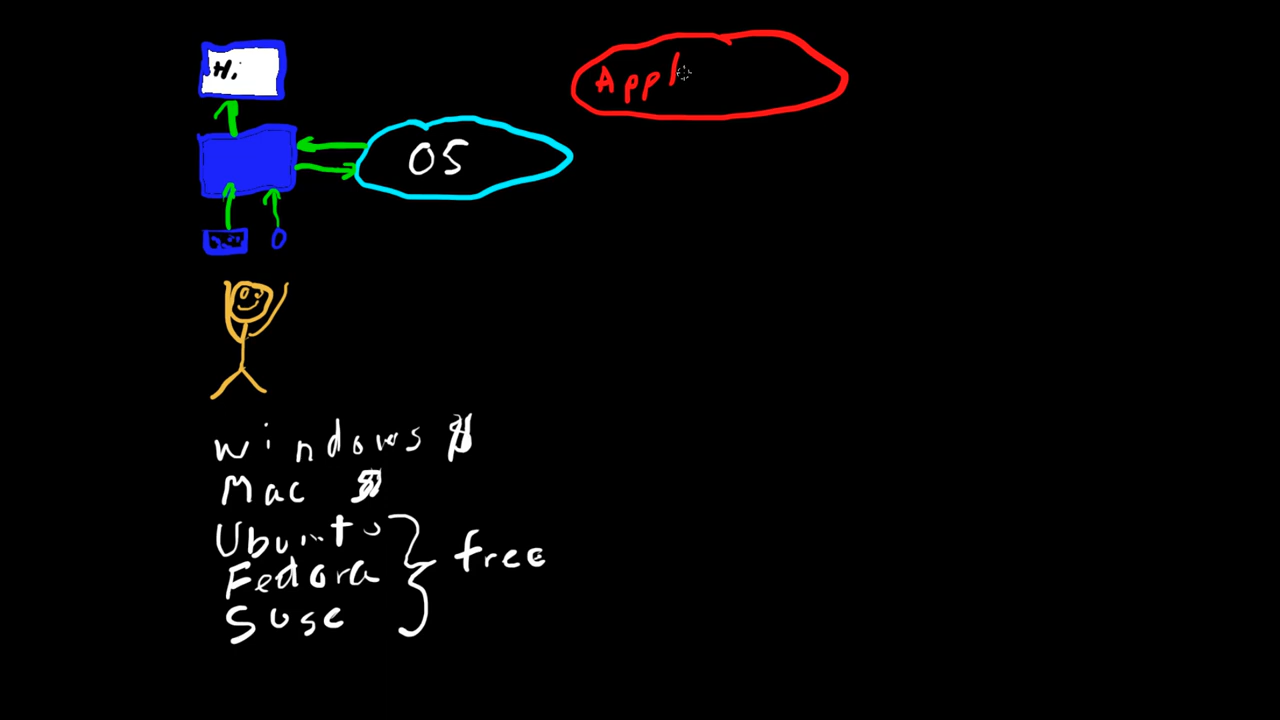 Hi
Appl
OS
Windows $
Mac $
Ubuntu
free
Fedora
Suse